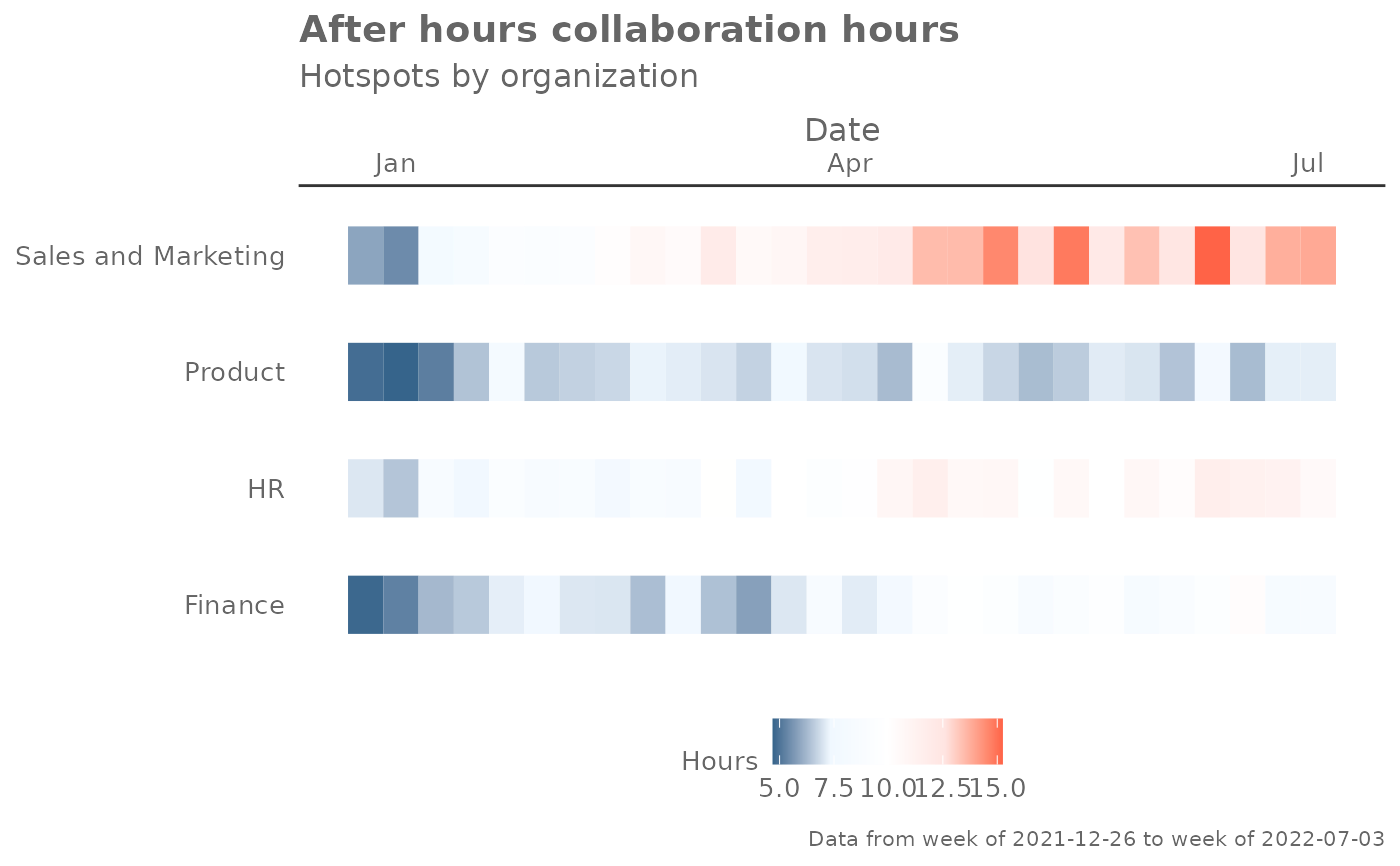 After hours collaboration hours
Hotspots by organization
Date
Jan Apr Jul
Sales and Marketing
Product
HR
Finance
Hours
5.0 7.5 10.0 12.5 15.0
Data from week of 2021-12-26 to week of 2022-07-03